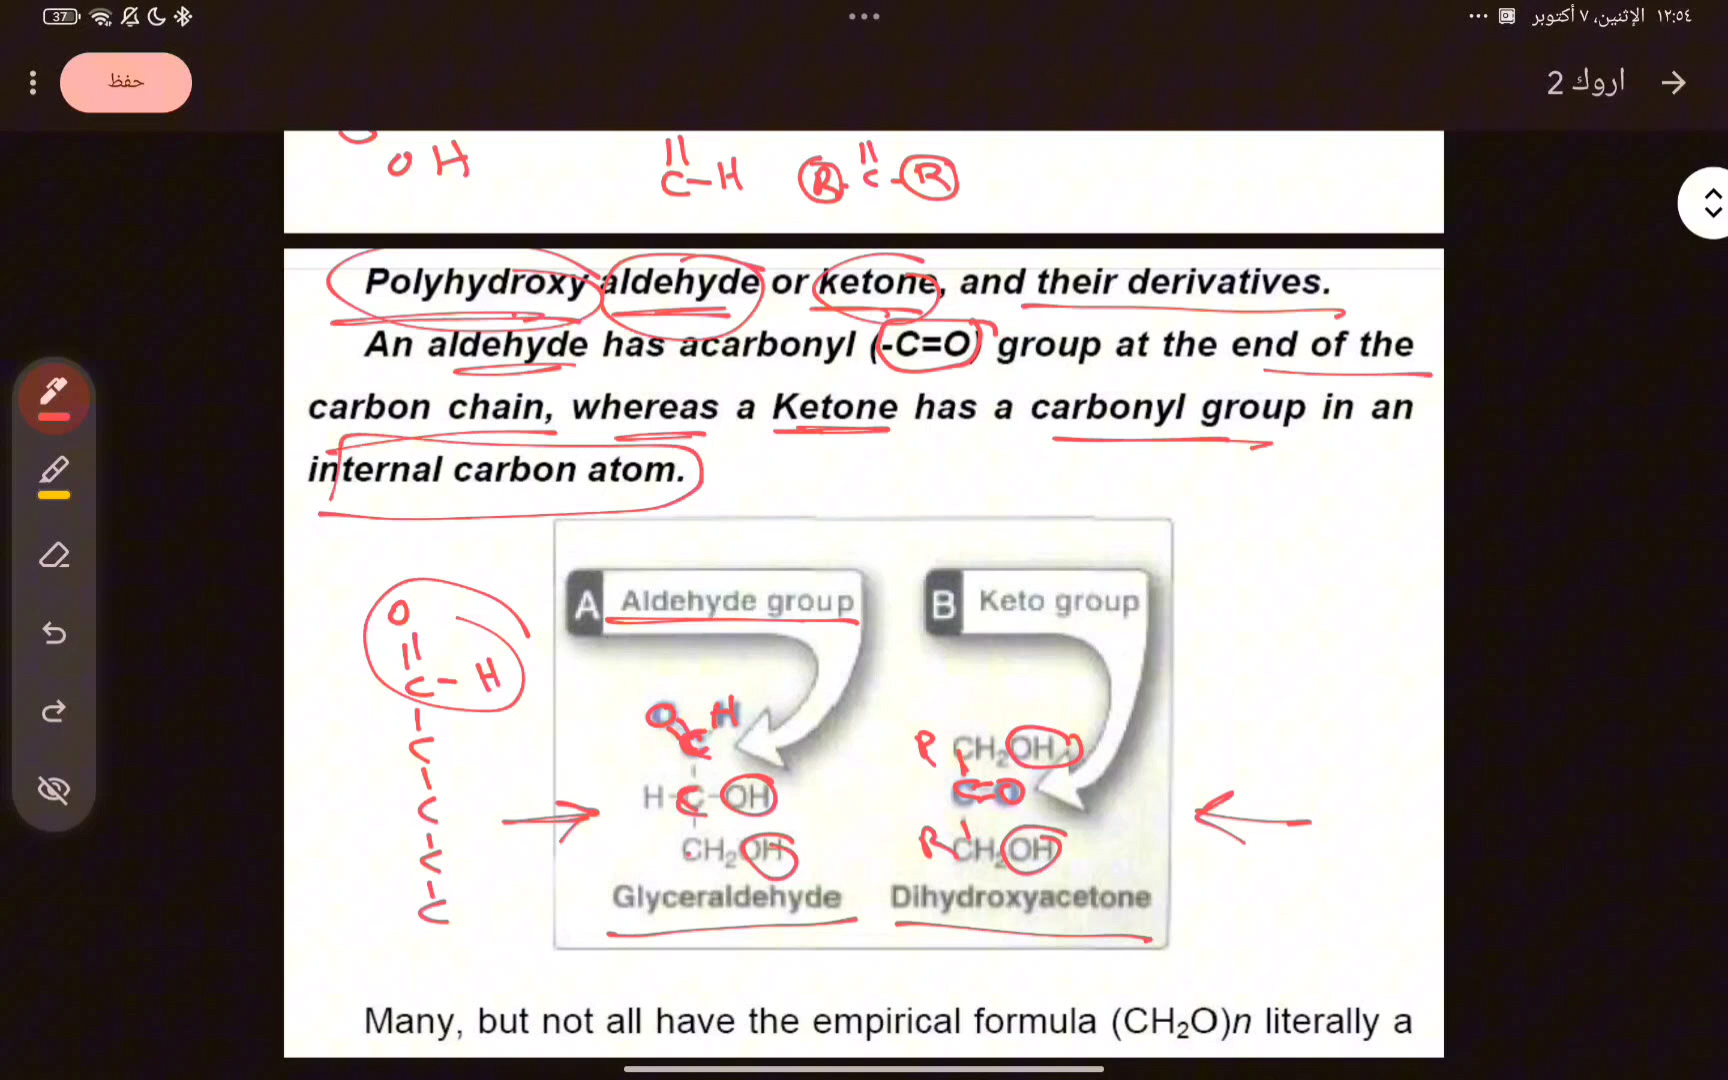 37
١٢:٥٤ الإثنين، ٧ أكتوبر
حفظ
اروك 2
O H
C-H R-C-R
Polyhydroxy aldehyde or ketone, and their derivatives.
An aldehyde has acarbonyl (-C=O) group at the end of the
carbon chain, whereas a Ketone has a carbonyl group in an
internal carbon atom.
A Aldehyde group
B Keto group
O
C-H
C
C
C
C
O H
C
H-C-OH
CH₂OH
Glyceraldehyde
R CH₂OH
C=O
R CH₂OH
Dihydroxyacetone
Many, but not all have the empirical formula (CH₂O)n literally a